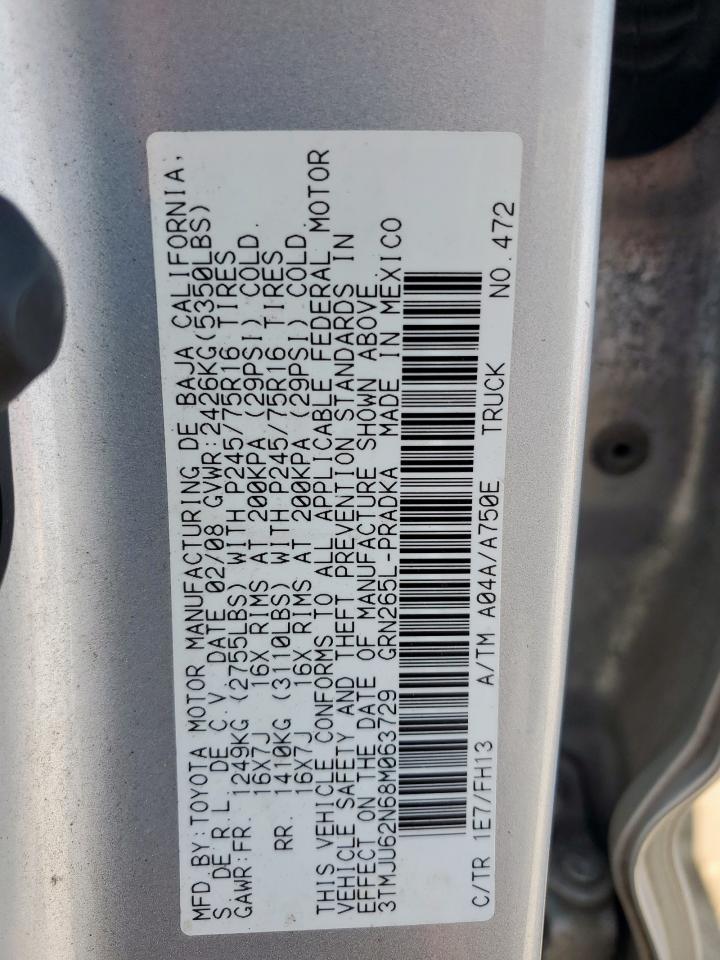 MFD. BY: TOYOTA MOTOR MANUFACTURING DE BAJA CALIFORNIA,
S. DE R. L. DE C. V. DATE 02/08 GVWR: 2426KG(5350LBS)
GAWR: FR. 1249KG (2755LBS) WITH P245/75R16 TIRES
16X7J 16X RIMS AT 200KPA (29PSI) COLD.
RR. 1410KG (3110LBS) WITH P245/75R16 TIRES
16X7J 16X RIMS AT 200KPA (29PSI) COLD.
THIS VEHICLE CONFORMS TO ALL APPLICABLE FEDERAL MOTOR
VEHICLE SAFETY AND THEFT PREVENTION STANDARDS IN
EFFECT ON THE DATE OF MANUFACTURE SHOWN ABOVE.
3TMJU62N68M063729 GRN265L-PRADKA MADE IN MEXICO
C/TR 1E7/FH13 A/TM A04A/A750E TRUCK NO. 472